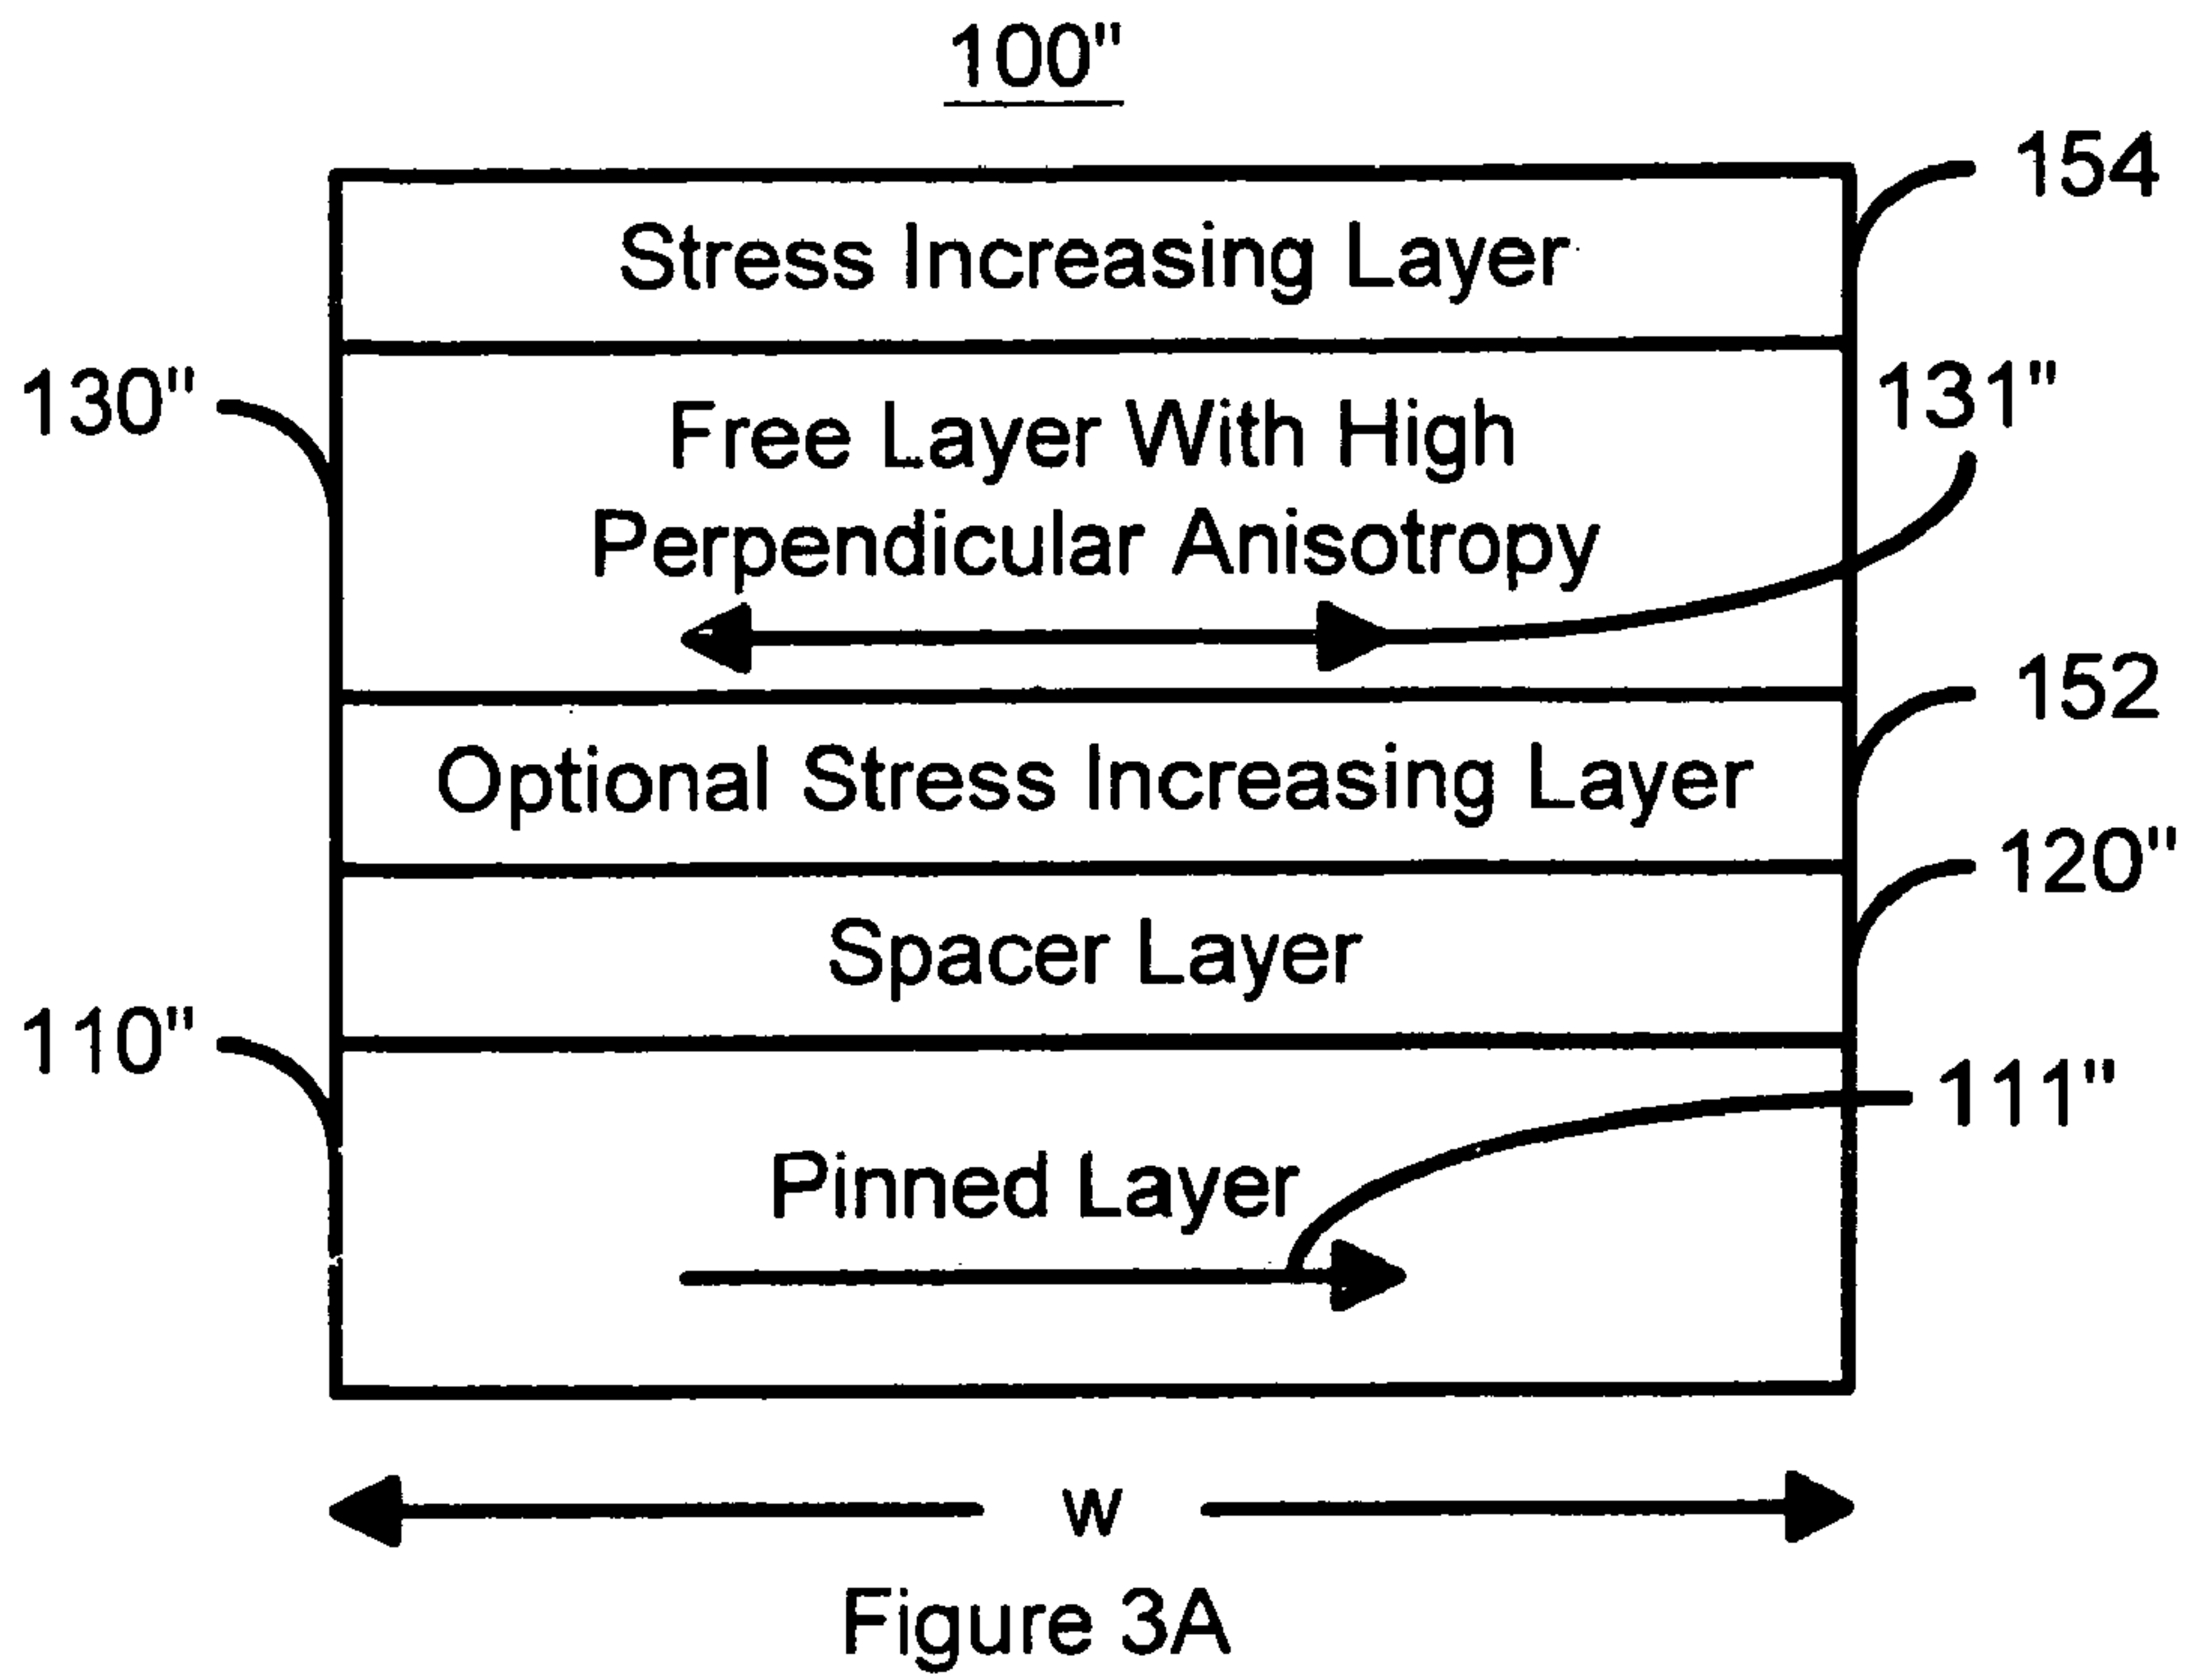 100"
154
Stress Increasing Layer
130"
131"
Free Layer With High
Perpendicular Anisotropy
152
Optional Stress Increasing Layer
120"
Spacer Layer
110"
111"
Pinned Layer
w
Figure 3A